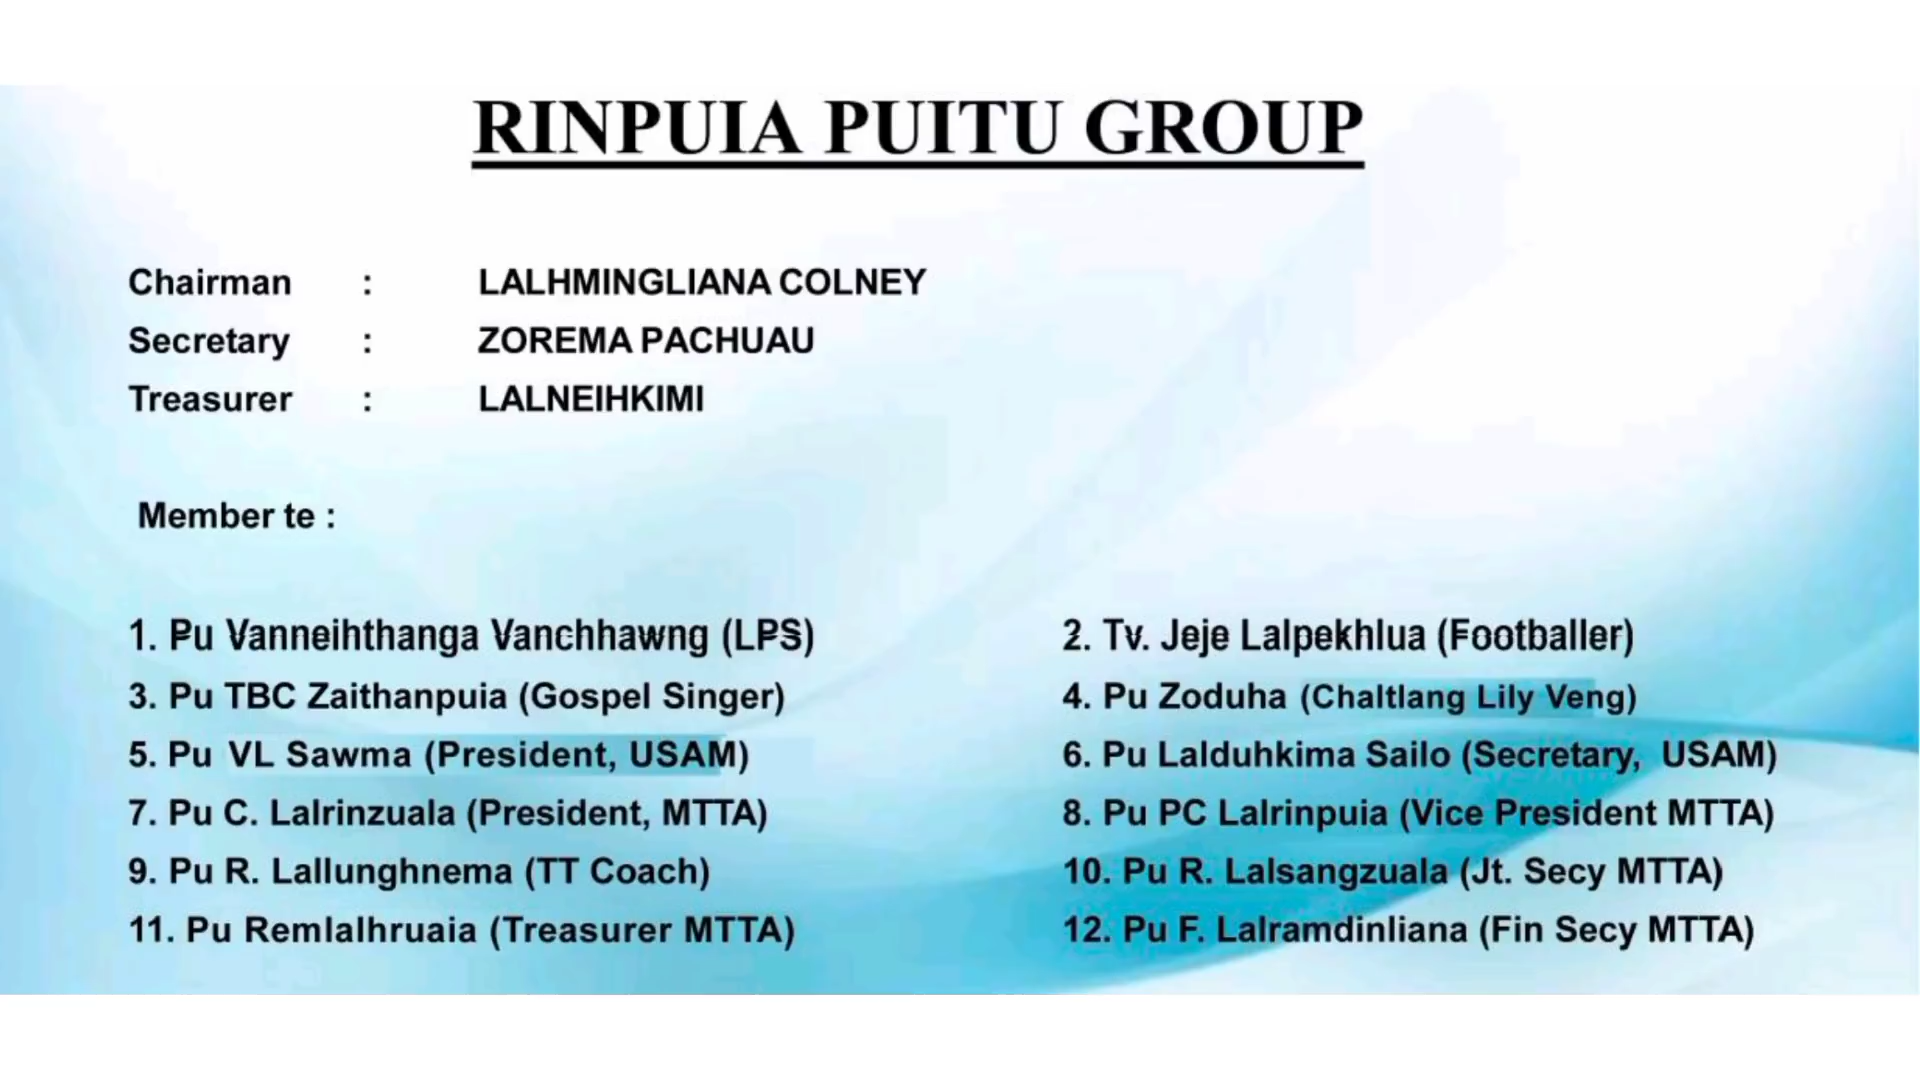 RINPUIA PUITU GROUP
Chairman : LALHMINGLIANA COLNEY
Secretary : ZOREMA PACHUAU
Treasurer : LALNEIHKIMI
Member te :
1. Pu Vanneihthanga Vanchhawng (LPS)
2. Tv. Jeje Lalpekhlua (Footballer)
3. Pu TBC Zaithanpuia (Gospel Singer)
4. Pu Zoduha (Chaltlang Lily Veng)
5. Pu VL Sawma (President, USAM)
6. Pu Lalduhkima Sailo (Secretary, USAM)
7. Pu C. Lalrinzuala (President, MTTA)
8. Pu PC Lalrinpuia (Vice President MTTA)
9. Pu R. Lallunghnema (TT Coach)
10. Pu R. Lalsangzuala (Jt. Secy MTTA)
11. Pu Remlalhruaia (Treasurer MTTA)
12. Pu F. Lalramdinliana (Fin Secy MTTA)